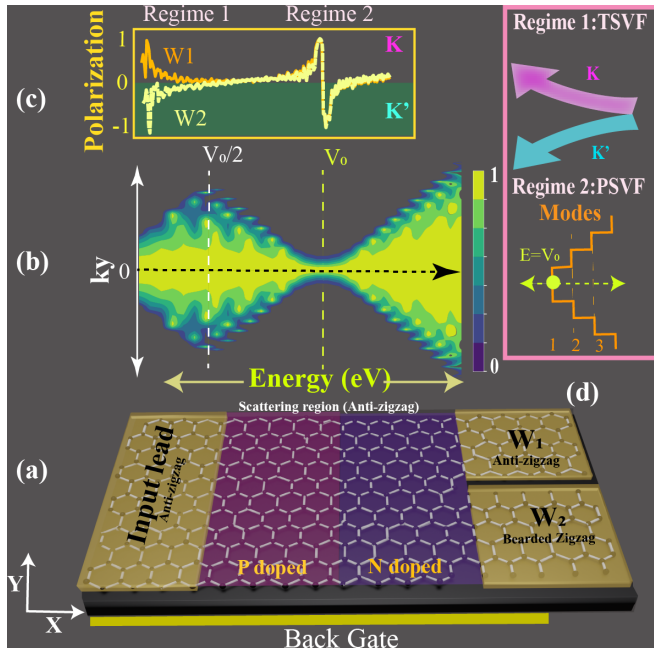 Regime 1 Regime 2
Polarization
1
0
-1
W1
W2
K
K'
(c)
V₀/2
V₀
ky
0
(b)
1
0
Energy (eV)
Regime 1:TSVF
K
K'
Regime 2:PSVF
Modes
E=V₀
1 2 3
(d)
Scattering region (Anti-zigzag)
(a)
Input lead
Anti-zigzag
P doped
N doped
W₁
Anti-zigzag
W₂
Bearded Zigzag
Y
X
Back Gate